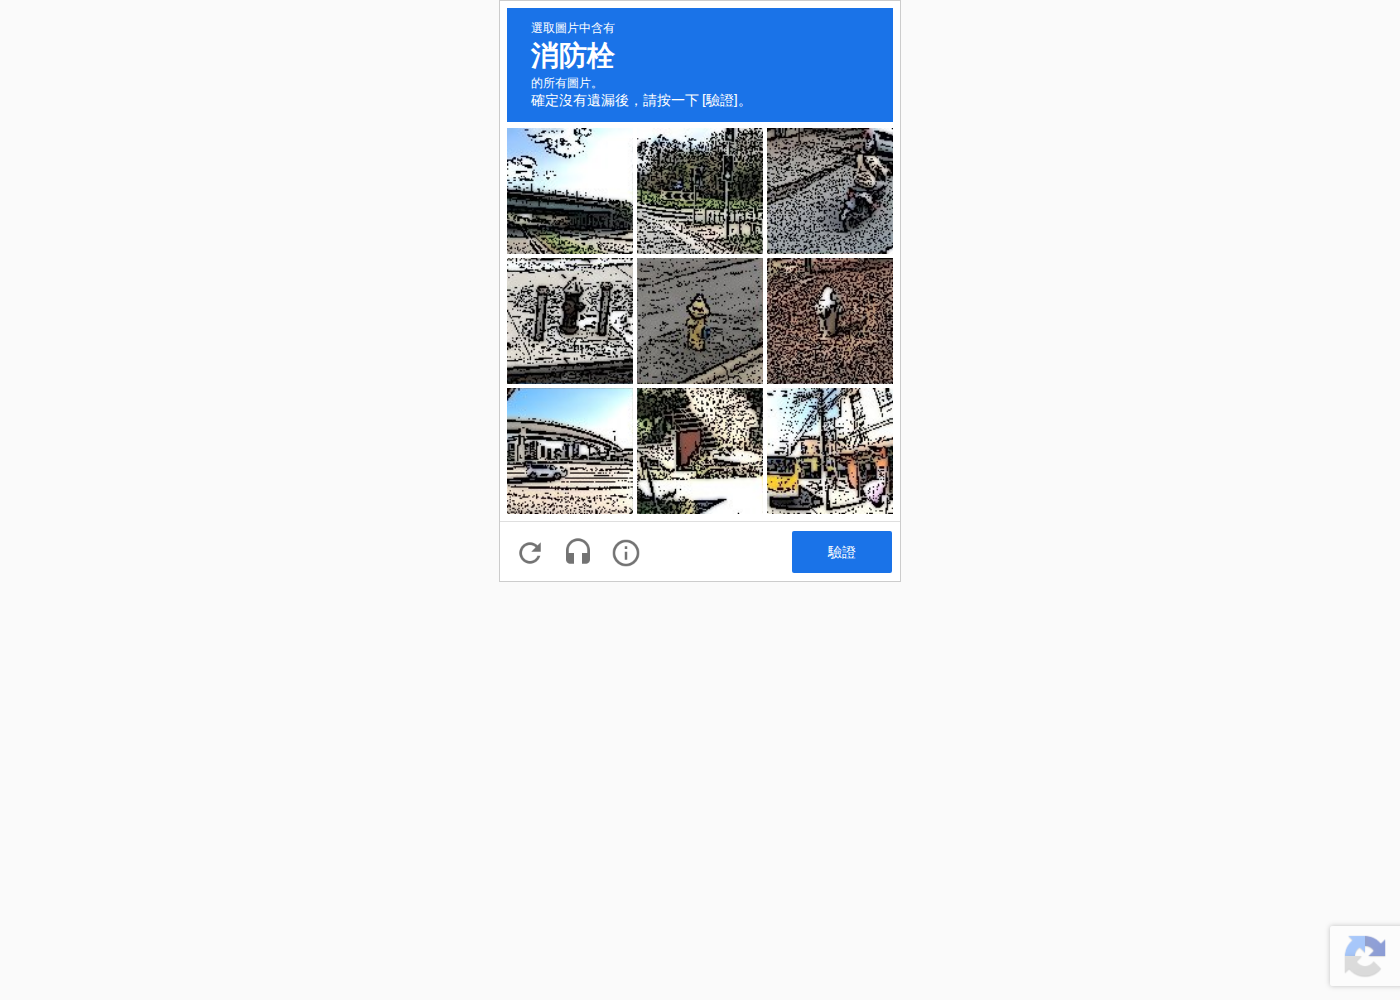 選取圖片中含有
消防栓
的所有圖片。
確定沒有遺漏後，請按一下 [驗證]。
驗證